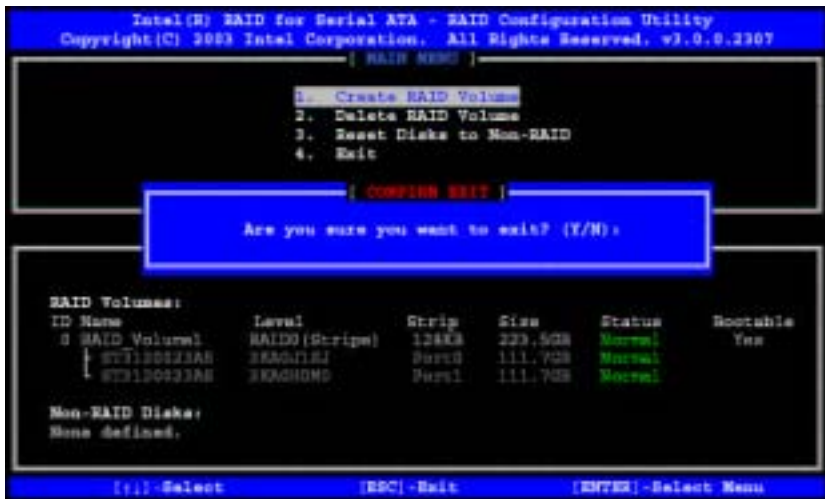 Intel(R) RAID for Serial ATA - RAID Configuration Utility
Copyright(C) 2003 Intel Corporation. All Rights Reserved. v3.0.0.2307
[ MAIN MENU ]
1. Create RAID Volume
2. Delete RAID Volume
3. Reset Disks to Non-RAID
4. Exit
[ CONFIRM EXIT ]
Are you sure you want to exit? (Y/N):
RAID Volumes:
ID Name Level Strip Size Status Bootable
0 RAID_Volume1 RAID0(Stripe) 128KB 223.5GB Normal Yes
Port0 111.7GB Normal
Port1 111.7GB Normal
Non-RAID Disks:
None defined.
[↑↓]-Select [ESC]-Exit [ENTER]-Select Menu